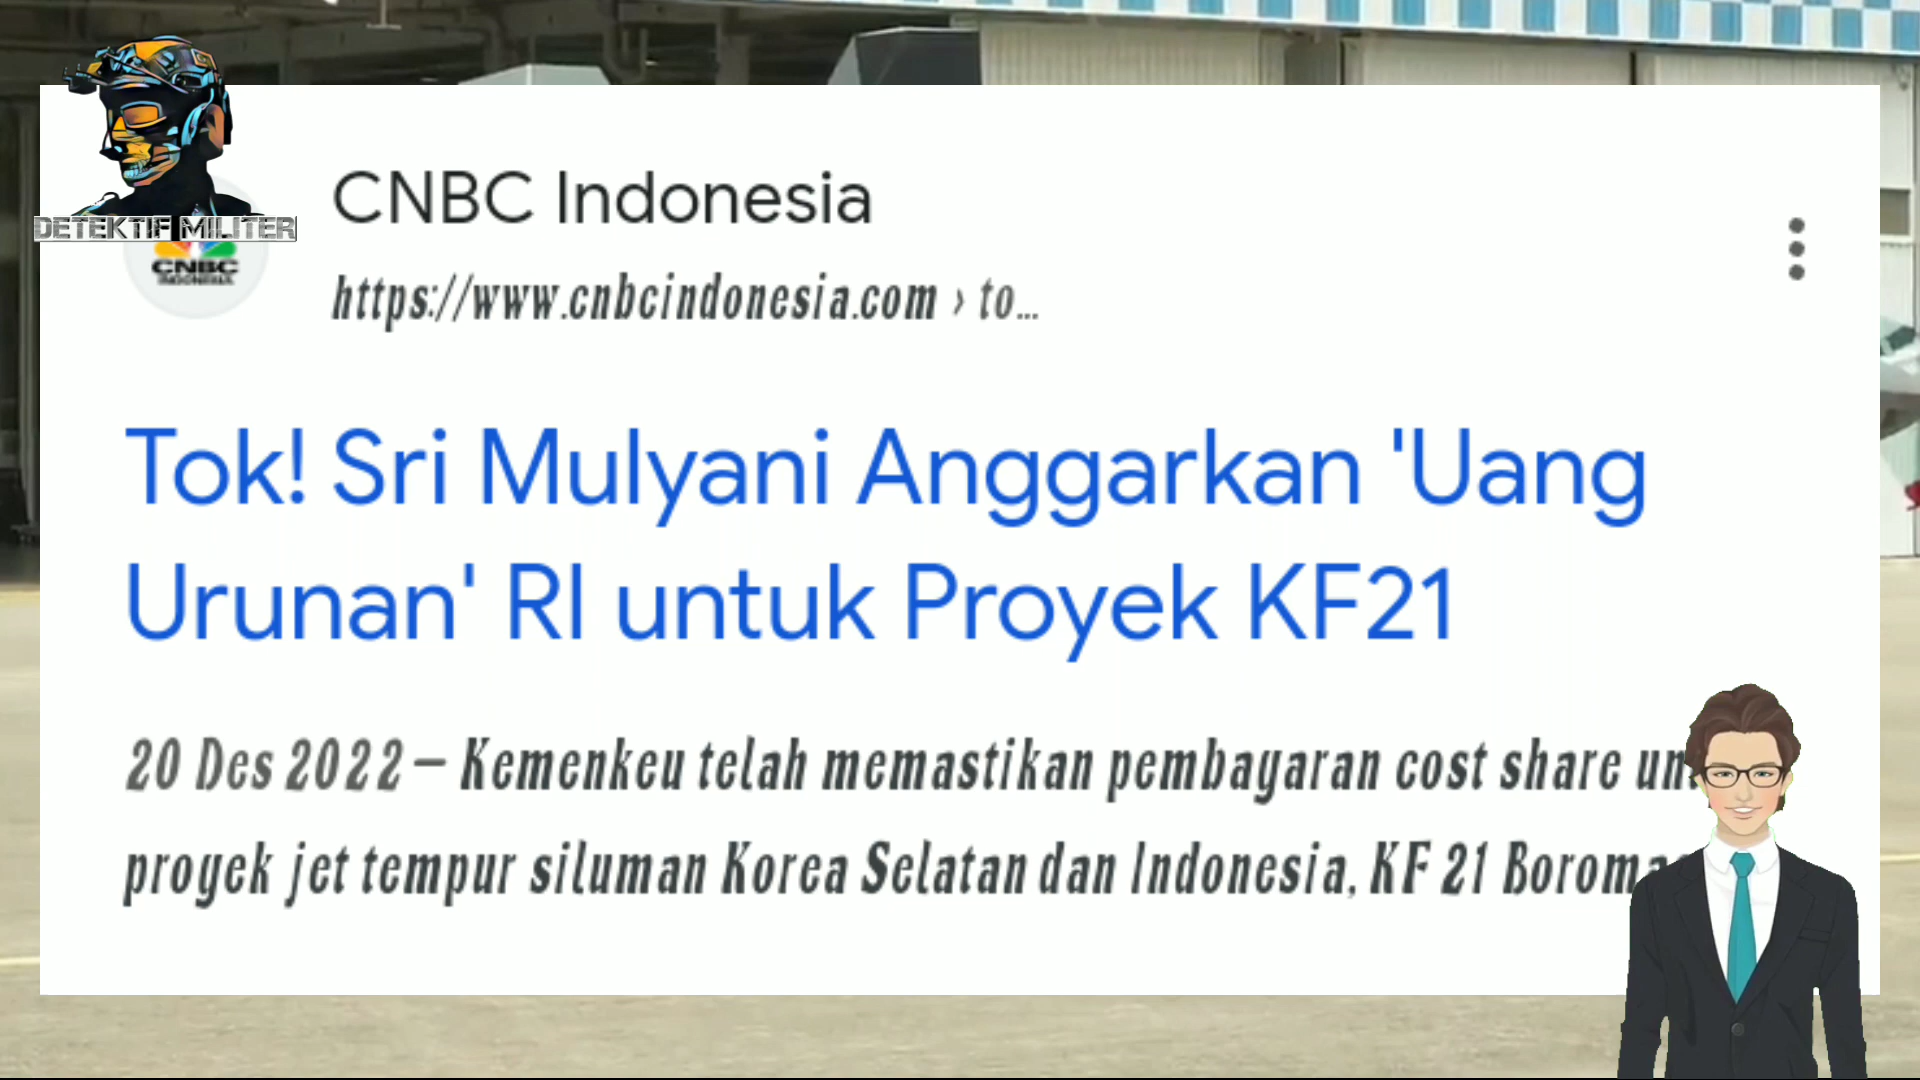 DETEKTIF MILITER
CNBC
INDONESIA
CNBC Indonesia
https://www.cnbcindonesia.com › to...
Tok! Sri Mulyani Anggarkan 'Uang
Urunan' RI untuk Proyek KF21
20 Des 2022 — Kemenkeu telah memastikan pembayaran cost share
proyek jet tempur siluman Korea Selatan dan Indonesia, KF 21